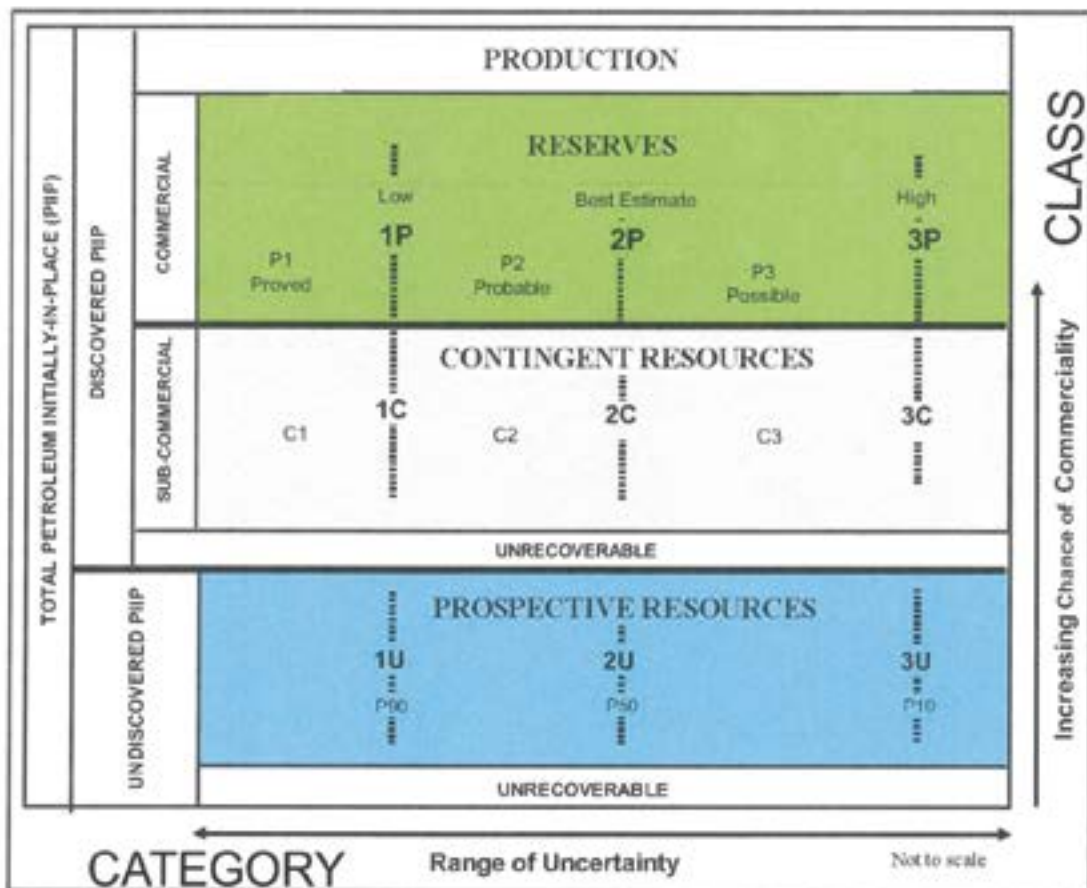 PRODUCTION
RESERVES
Low
Best Estimate
High
1P
2P
3P
P1
Proved
P2
Probable
P3
Possible
CONTINGENT RESOURCES
1C
2C
3C
C1
C2
C3
UNRECOVERABLE
PROSPECTIVE RESOURCES
1U
2U
3U
P90
P50
P10
UNRECOVERABLE
TOTAL PETROLEUM INITIALLY-IN-PLACE (PIIP)
DISCOVERED PIIP
UNDISCOVERED PIIP
COMMERCIAL
SUB-COMMERCIAL
CLASS
Increasing Chance of Commerciality
CATEGORY
Range of Uncertainty
Not to scale